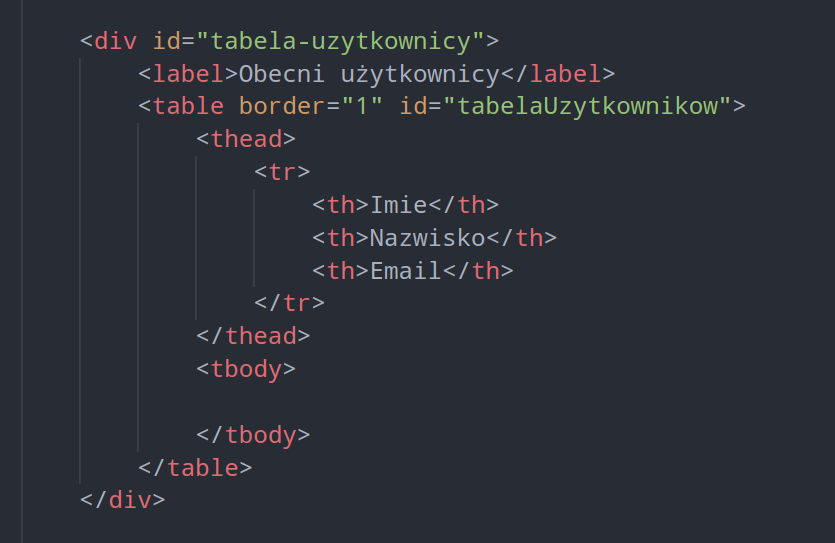 <div id="tabela-uzytkownicy">
<label>Obecni użytkownicy</label>
<table border="1" id="tabelaUzytkownikow">
<thead>
<tr>
<th>Imie</th>
<th>Nazwisko</th>
<th>Email</th>
</tr>
</thead>
<tbody>
</tbody>
</table>
</div>